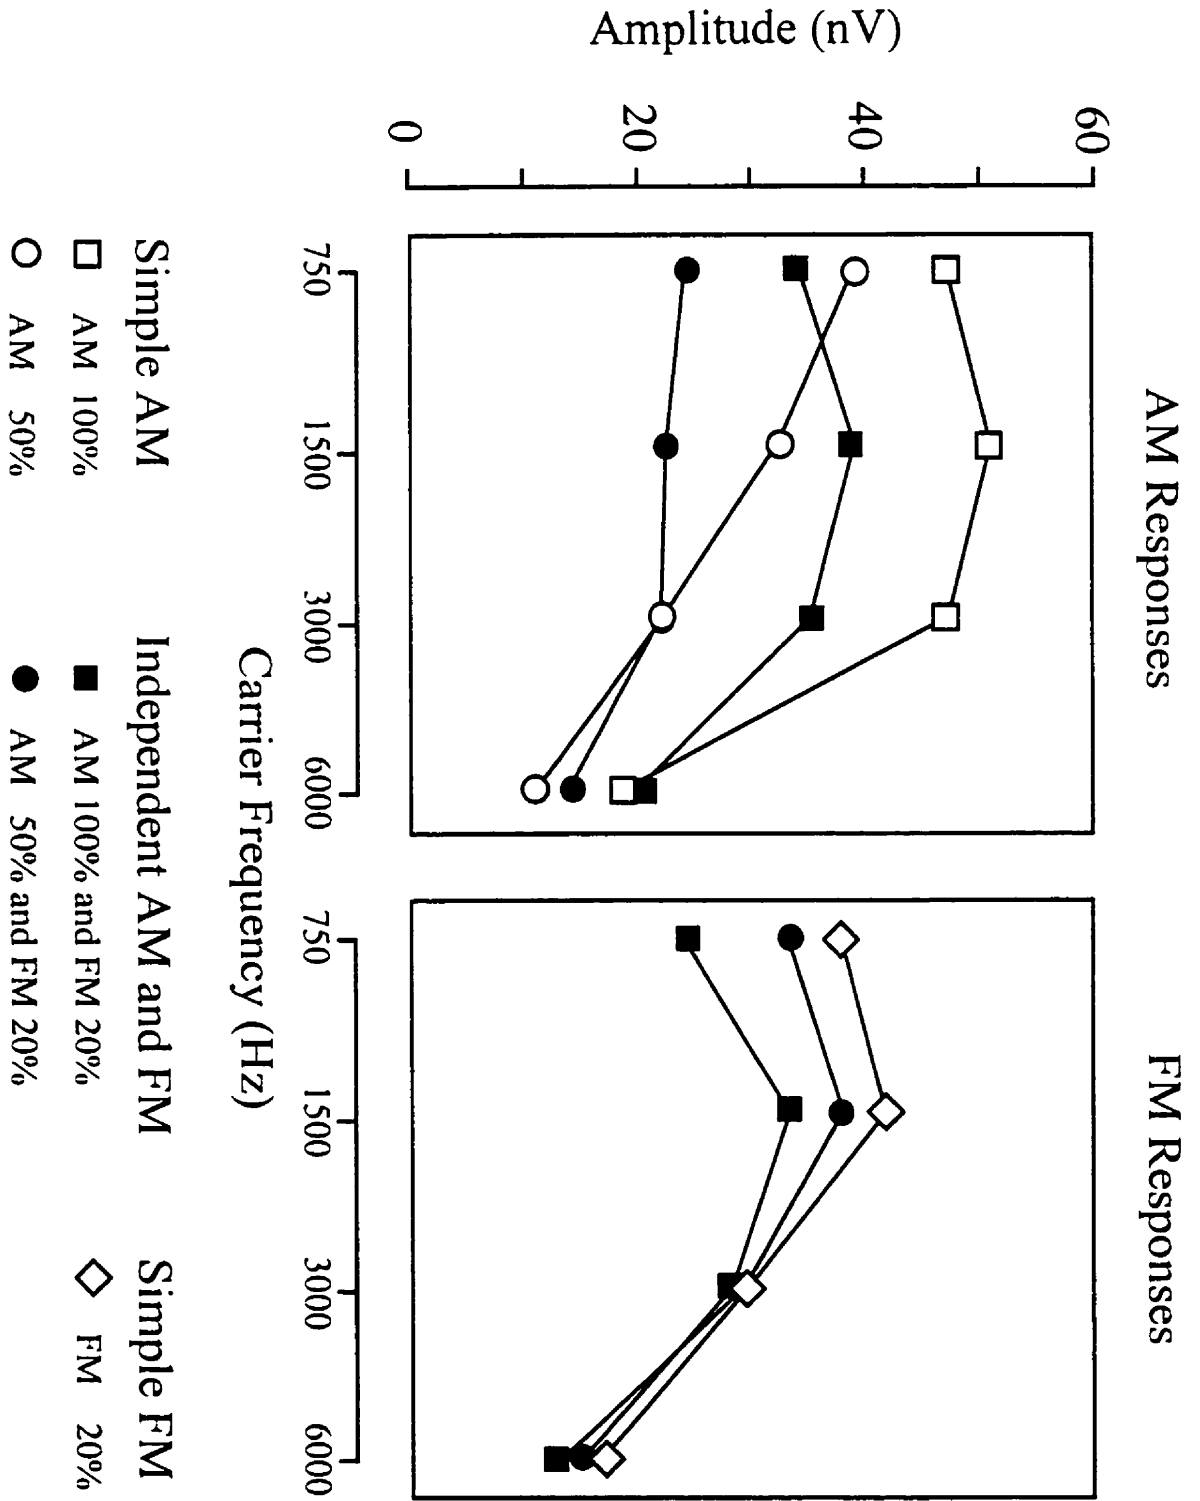 AM Responses
FM Responses
Amplitude (nV)
60
40
20
0
750 1500 3000 6000
750 1500 3000 6000
Carrier Frequency (Hz)
Simple AM
AM 100%
AM 50%
Independent AM and FM
AM 100% and FM 20%
AM 50% and FM 20%
Simple FM
FM 20%